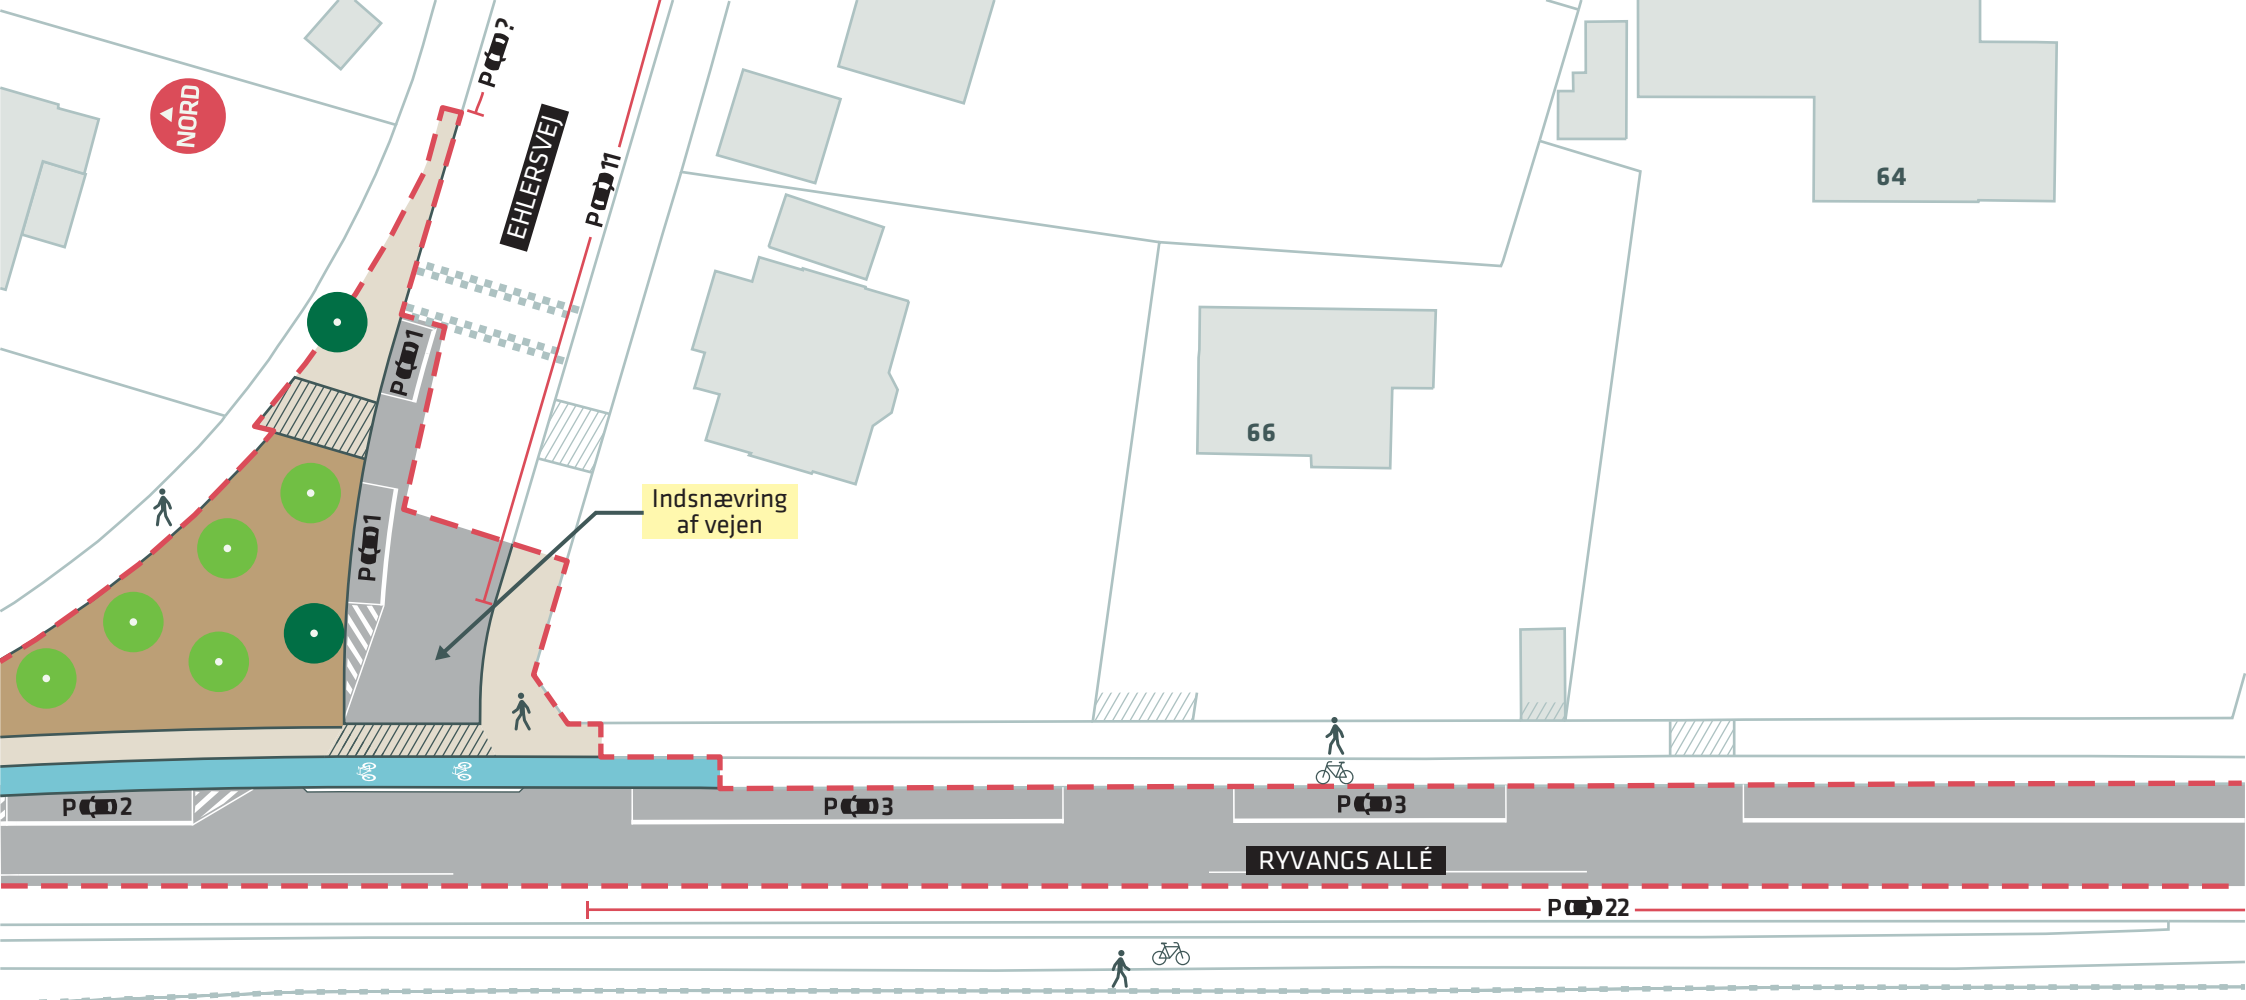 P ?
NORD
EHLERSVEJ
P 11
64
P 1
66
Indsnævring
af vejen
P 1
P 2
P 3
P 3
RYVANGS ALLÉ
P 22